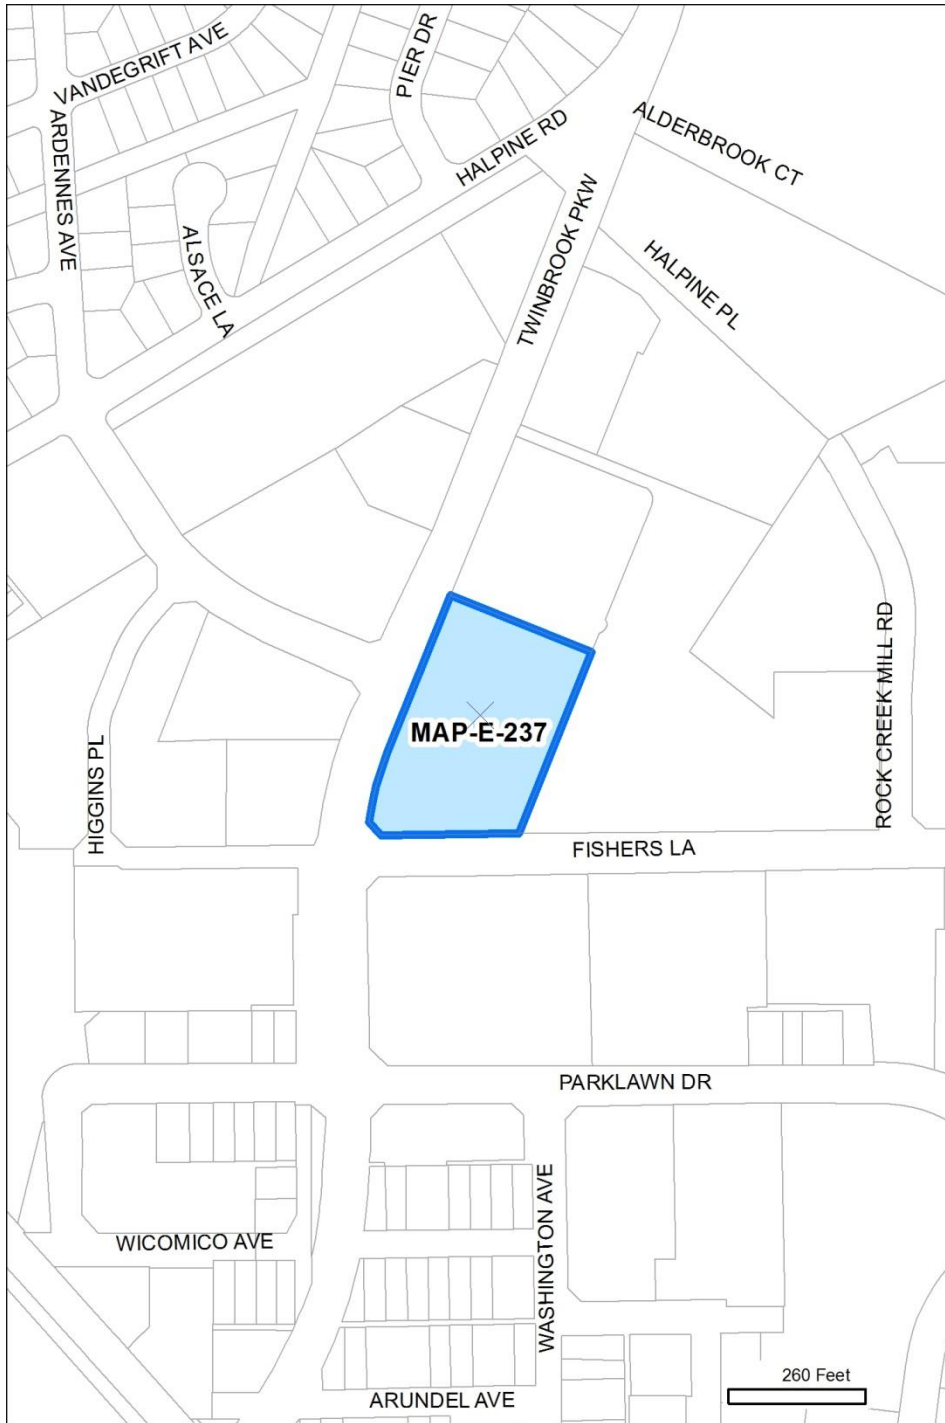 VANDEGRIFT AVE
PIER DR
ARDENNES AVE
HALPINE RD
ALDERBROOK CT
ALSACE LA
TWINBROOK PKW
HALPINE PL
MAP-E-237
ROCK CREEK MILL RD
HIGGINS PL
FISHERS LA
PARKLAWN DR
WICOMICO AVE
WASHINGTON AVE
260 Feet
ARUNDEL AVE